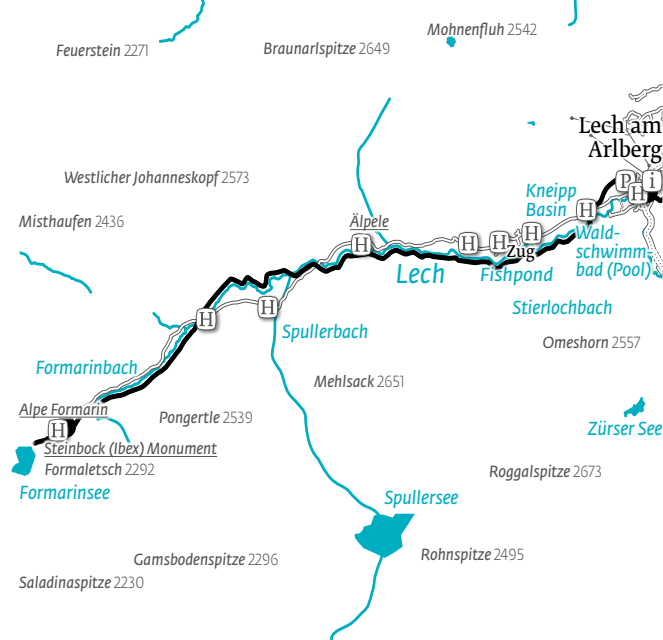 Mohnenfluh 2542
Feuerstein 2271
Braunarlspitze 2649
Lech am
Arlberg
Westlicher Johanneskopf 2573
P
i
H
Kneipp
Basin
H
Misthaufen 2436
Älpele
H
H
H
H
Wald-
schwimm-
bad (Pool)
Zug
Lech
Fishpond
Stierlochbach
H
H
Spullerbach
Omeshorn 2557
Formarinbach
Mehlsack 2651
Alpe Formarin
Pongertle 2539
Zürser See
H
Steinbock (Ibex) Monument
Formaletsch 2292
Roggalspitze 2673
Formarinsee
Spullersee
Gamsbodenspitze 2296
Rohnspitze 2495
Saladinaspitze 2230